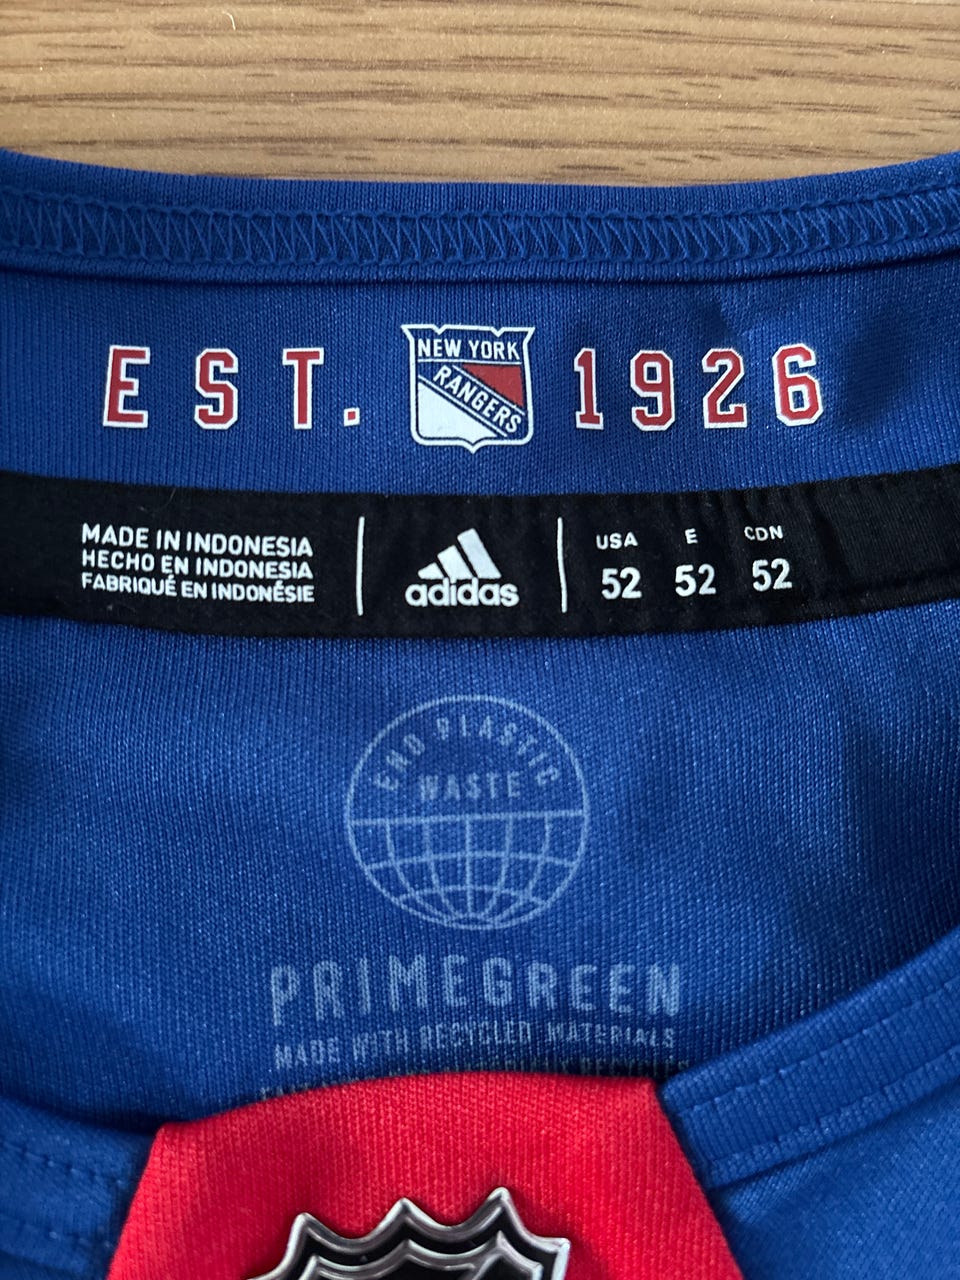 EST. NEW YORK RANGERS 1926
MADE IN INDONESIA
HECHO EN INDONESIA
FABRIQUÉ EN INDONÉSIE
adidas
USA E CDN
52 52 52
END PLASTIC
WASTE
PRIMEGREEN
MADE WITH RECYCLED MATERIALS